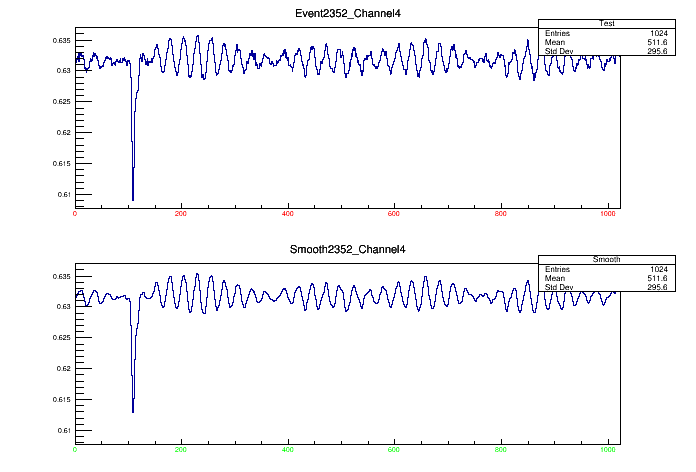 Event2352_Channel4
Test
Entries 1024
Mean 511.6
Std Dev 295.6
0.635
0.63
0.625
0.62
0.615
0.61
0 200 400 600 800 1000
Smooth2352_Channel4
Smooth
Entries 1024
Mean 511.6
Std Dev 295.6
0.635
0.63
0.625
0.62
0.615
0.61
0 200 400 600 800 1000